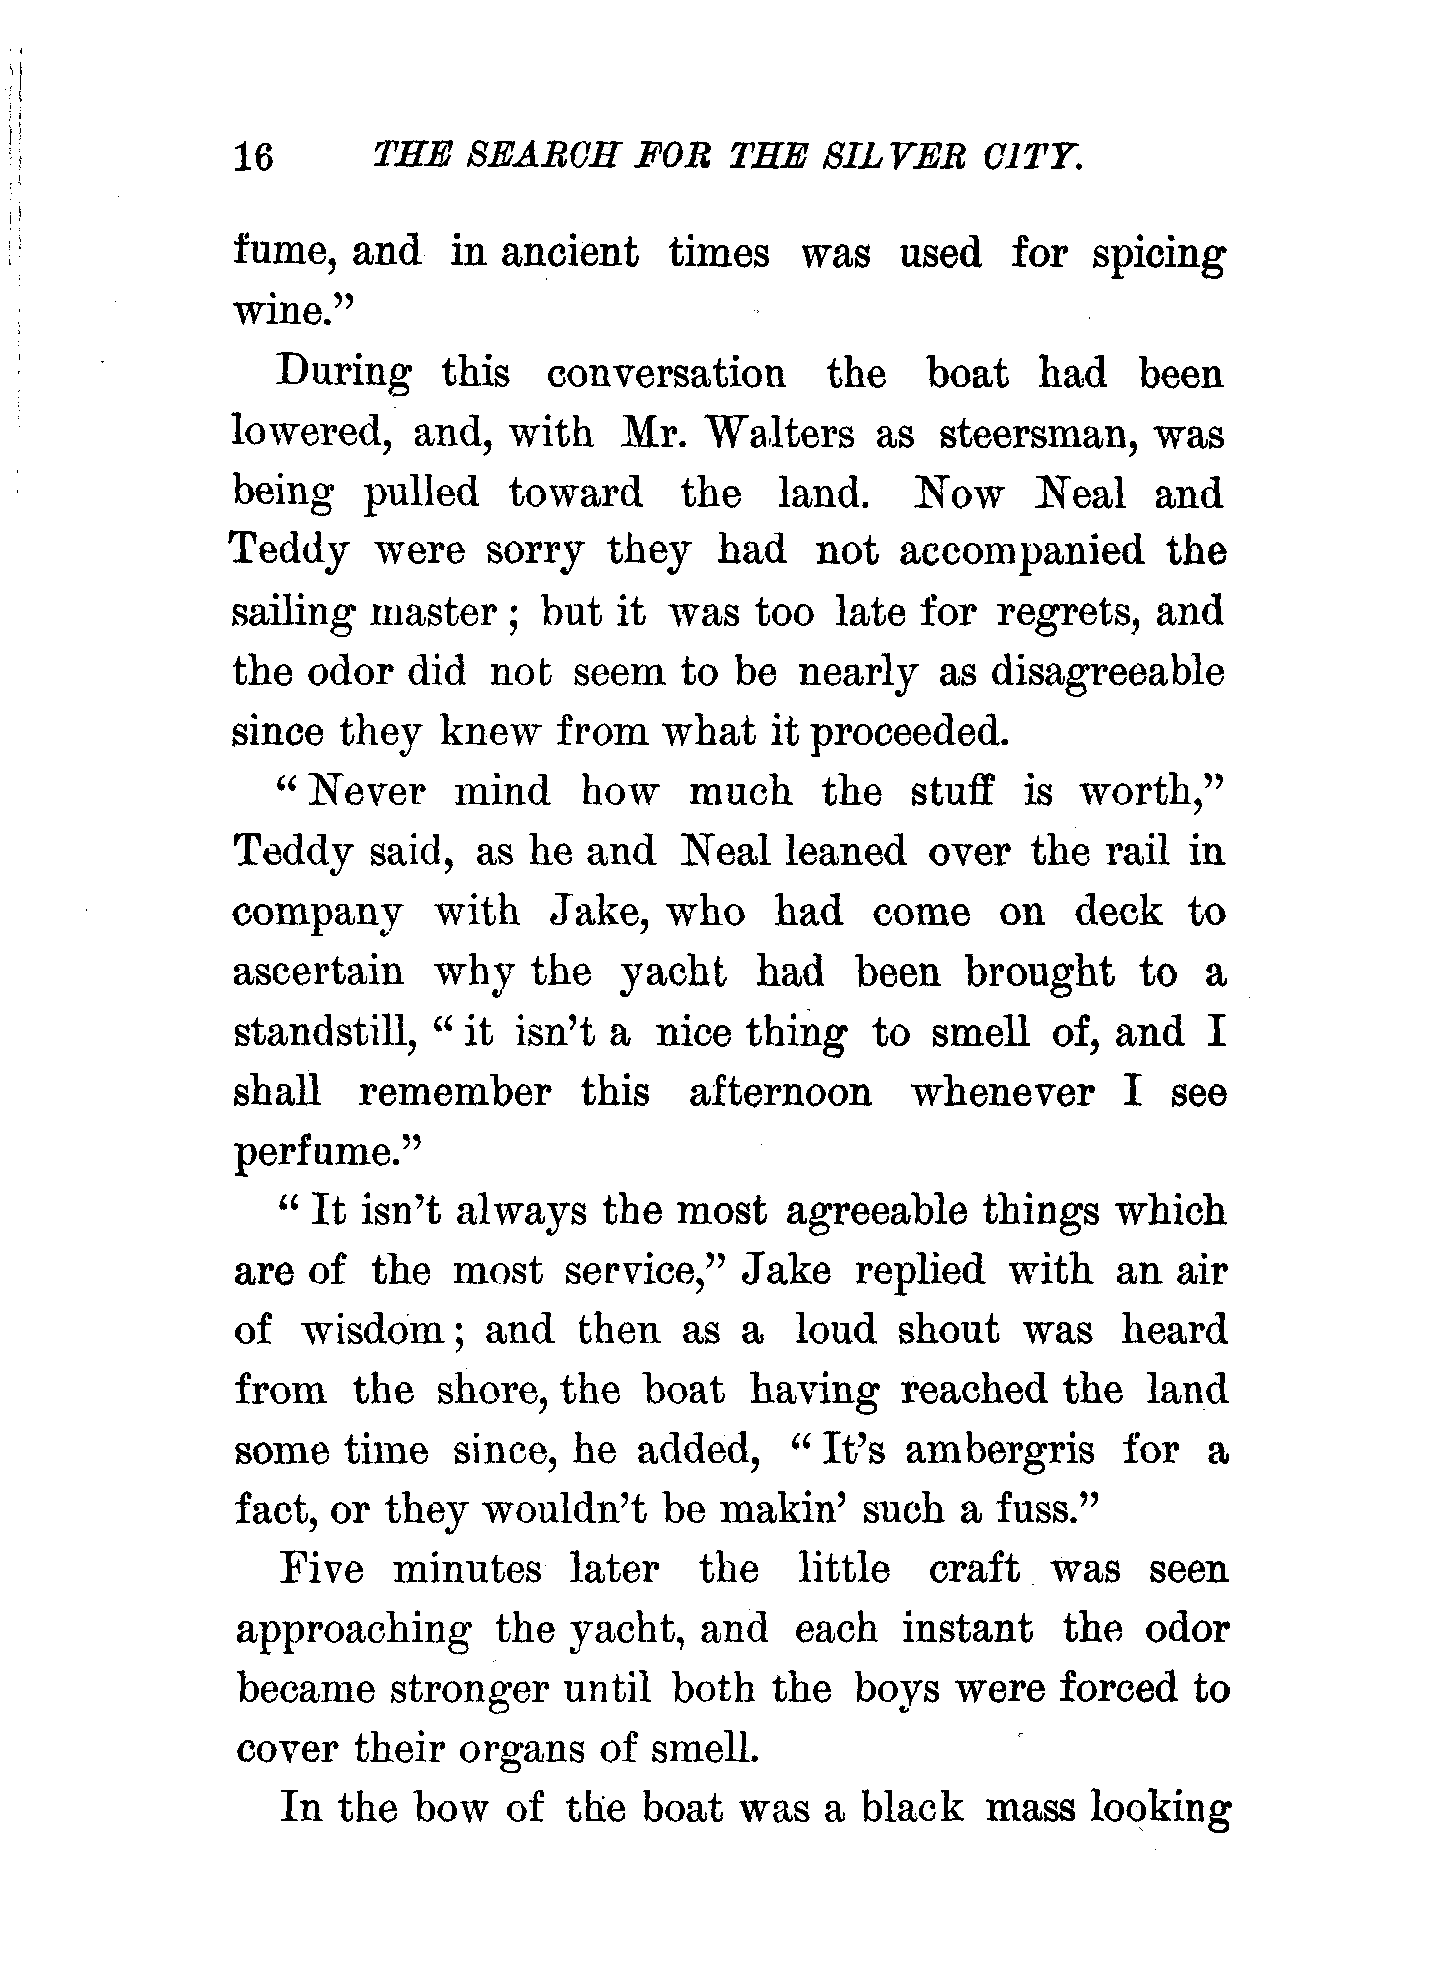 16 THE SEARCH FOR THE SILVER CITY.
fume, and in ancient times was used for spicing
wine.”
During this conversation the boat had been
lowered, and, with Mr. Walters as steersman, was
being pulled toward the land. Now Neal and
Teddy were sorry they had not accompanied the
sailing master ; but it was too late for regrets, and
the odor did not seem to be nearly as disagreeable
since they knew from what it proceeded.
“ Never mind how much the stuff is worth,”
Teddy said, as he and Neal leaned over the rail in
company with Jake, who had come on deck to
ascertain why the yacht had been brought to a
standstill, “ it isn’t a nice thing to smell of, and I
shall remember this afternoon whenever I see
perfume.”
“ It isn’t always the most agreeable things which
are of the most service,” Jake replied with an air
of wisdom ; and then as a loud shout was heard
from the shore, the boat having reached the land
some time since, he added, “ It’s ambergris for a
fact, or they wouldn’t be makin’ such a fuss.”
Five minutes later the little craft was seen
approaching the yacht, and each instant the odor
became stronger until both the boys were forced to
cover their organs of smell.
In the bow of the boat was a black mass looking